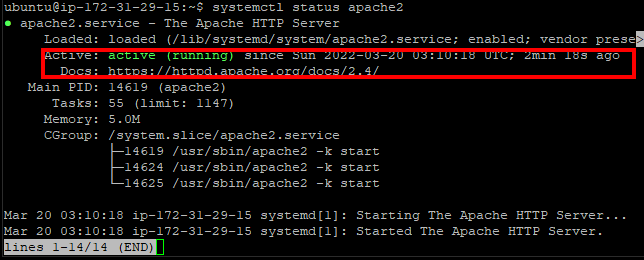 ubuntu@ip-172-31-29-15:~$ systemctl status apache2
● apache2.service - The Apache HTTP Server
Loaded: loaded (/lib/systemd/system/apache2.service; enabled; vendor prese>
Active: active (running) since Sun 2022-03-20 03:10:18 UTC; 2min 18s ago
Docs: https://httpd.apache.org/docs/2.4/
Main PID: 14619 (apache2)
Tasks: 55 (limit: 1147)
Memory: 5.0M
CGroup: /system.slice/apache2.service
├─14619 /usr/sbin/apache2 -k start
├─14624 /usr/sbin/apache2 -k start
└─14625 /usr/sbin/apache2 -k start
Mar 20 03:10:18 ip-172-31-29-15 systemd[1]: Starting The Apache HTTP Server...
Mar 20 03:10:18 ip-172-31-29-15 systemd[1]: Started The Apache HTTP Server.
lines 1-14/14 (END)